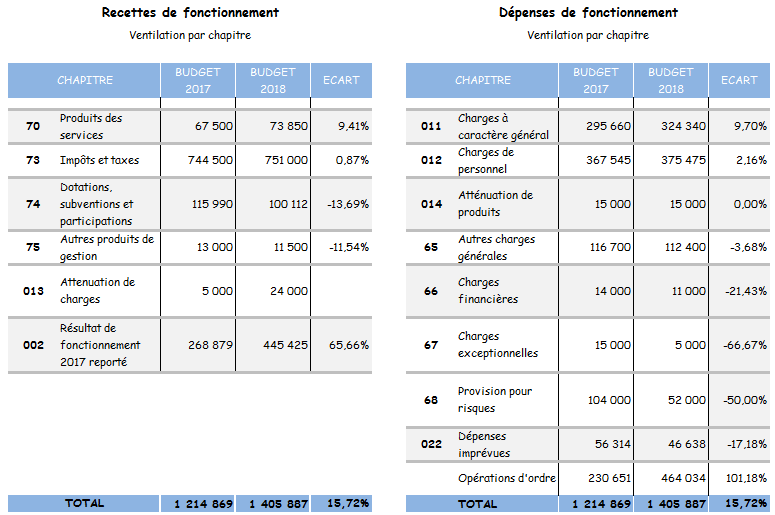 Recettes de fonctionnement
Ventilation par chapitre
CHAPITRE BUDGET 2017 BUDGET 2018 ECART
70 Produits des services 67 500 73 850 9,41%
73 Impôts et taxes 744 500 751 000 0,87%
74 Dotations, subventions et participations 115 990 100 112 -13,69%
75 Autres produits de gestion 13 000 11 500 -11,54%
013 Attenuation de charges 5 000 24 000
002 Résultat de fonctionnement 2017 reporté 268 879 445 425 65,66%
TOTAL 1 214 869 1 405 887 15,72%
Dépenses de fonctionnement
Ventilation par chapitre
CHAPITRE BUDGET 2017 BUDGET 2018 ECART
011 Charges à caractère général 295 660 324 340 9,70%
012 Charges de personnel 367 545 375 475 2,16%
014 Atténuation de produits 15 000 15 000 0,00%
65 Autres charges générales 116 700 112 400 -3,68%
66 Charges financières 14 000 11 000 -21,43%
67 Charges exceptionnelles 15 000 5 000 -66,67%
68 Provision pour risques 104 000 52 000 -50,00%
022 Dépenses imprévues 56 314 46 638 -17,18%
Opérations d'ordre 230 651 464 034 101,18%
TOTAL 1 214 869 1 405 887 15,72%